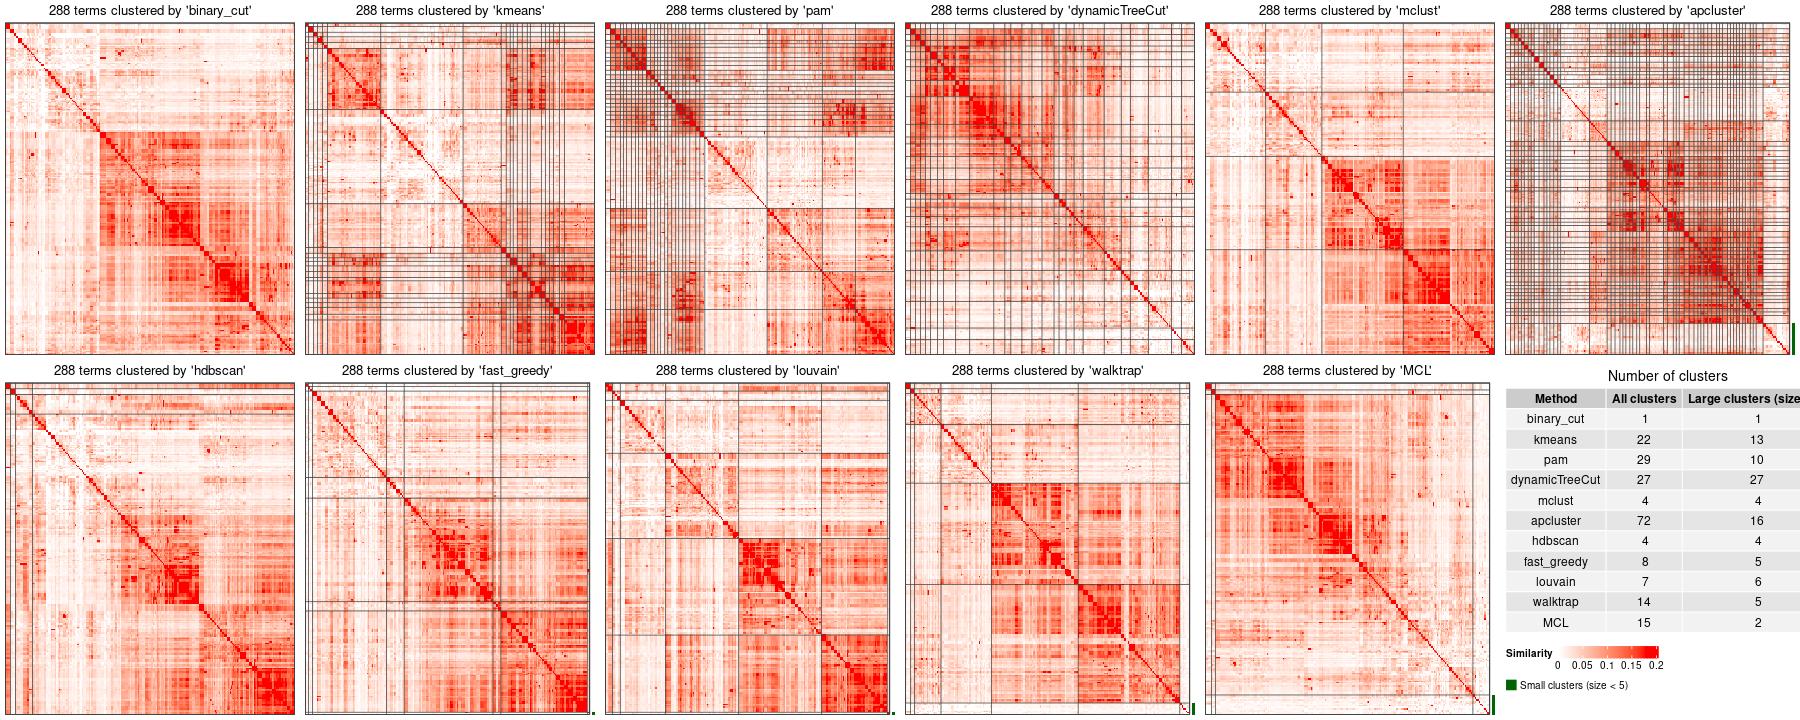 288 terms clustered by 'binary_cut'
288 terms clustered by 'kmeans'
288 terms clustered by 'pam'
288 terms clustered by 'dynamicTreeCut'
288 terms clustered by 'mclust'
288 terms clustered by 'apcluster'
288 terms clustered by 'hdbscan'
288 terms clustered by 'fast_greedy'
288 terms clustered by 'louvain'
288 terms clustered by 'walktrap'
288 terms clustered by 'MCL'
Number of clusters
Method All clusters Large clusters (size
binary_cut 1 1
kmeans 22 13
pam 29 10
dynamicTreeCut 27 27
mclust 4 4
apcluster 72 16
hdbscan 4 4
fast_greedy 8 5
louvain 7 6
walktrap 14 5
MCL 15 2
Similarity
0 0.05 0.1 0.15 0.2
Small clusters (size < 5)